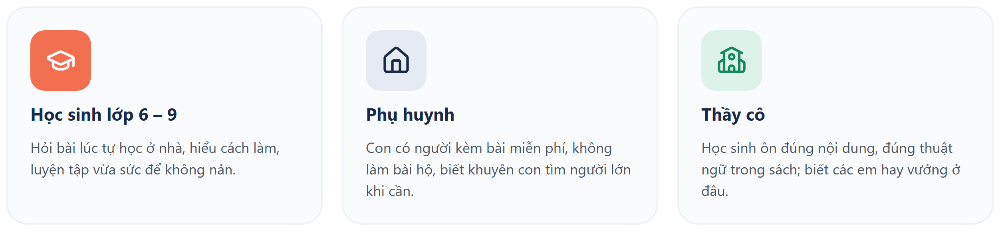 Học sinh lớp 6 – 9
Hỏi bài lúc tự học ở nhà, hiểu cách làm,
luyện tập vừa sức để không nản.
Phụ huynh
Con có người kèm bài miễn phí, không
làm bài hộ, biết khuyên con tìm người lớn
khi cần.
Thầy cô
Học sinh ôn đúng nội dung, đúng thuật
ngữ trong sách; biết các em hay vướng ở
đâu.